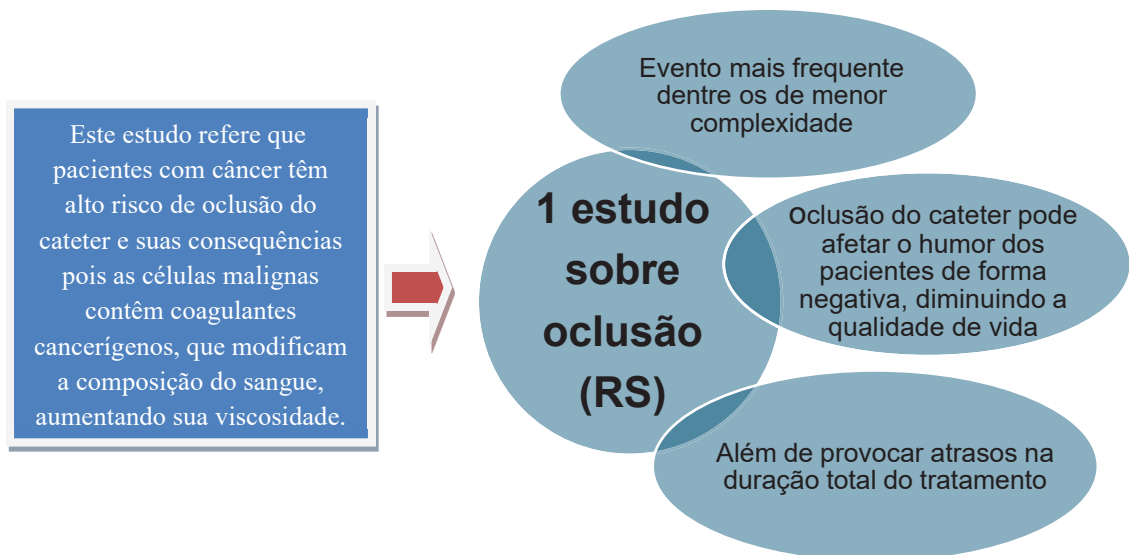 Este estudo refere que
pacientes com câncer têm
alto risco de oclusão do
cateter e suas consequências
pois as células malignas
contêm coagulantes
cancerígenos, que modificam
a composição do sangue,
aumentando sua viscosidade.
1 estudo
sobre
oclusão
(RS)
Evento mais frequente
dentre os de menor
complexidade
Oclusão do cateter pode
afetar o humor dos
pacientes de forma
negativa, diminuindo a
qualidade de vida
Além de provocar atrasos na
duração total do tratamento